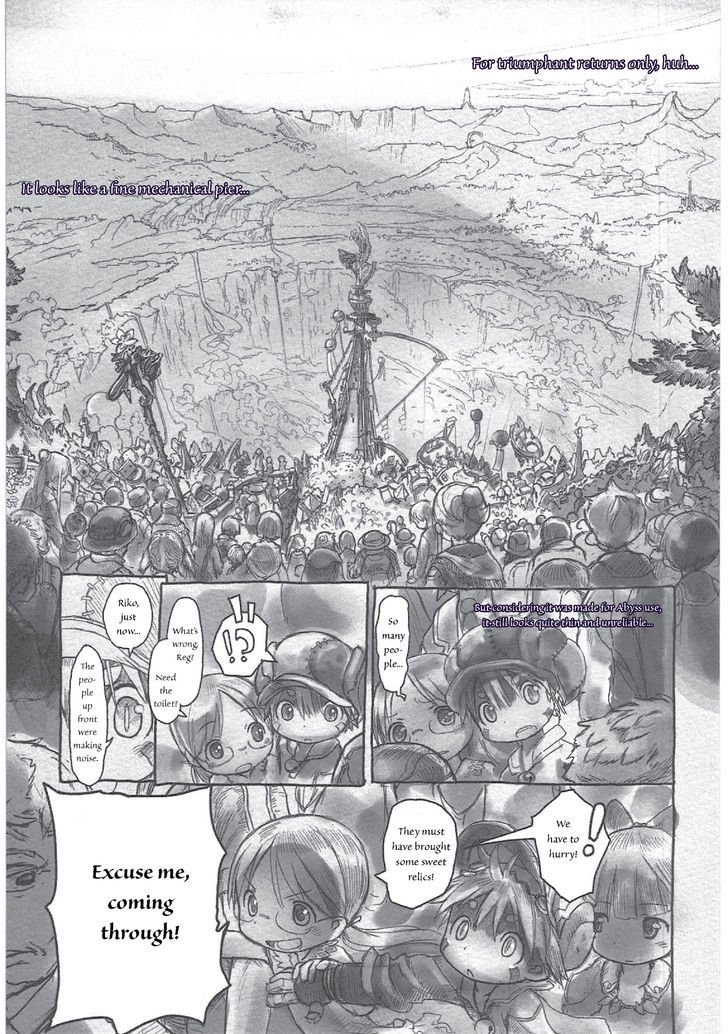 For triumphant returns only, huh...
It looks like a fine mechanical pier...
But considering it was made for Abyss use,
it still looks quite thin and unreliable...
So
many
peo-
ple...
!!
!?
What's
wrong,
Reg?
Need
the
toilet?
Riko,
just
now...
The
peo-
ple
up
front
were
making
noise.
!
We
have to
hurry!
They must
have brought
some sweet
relics!
Excuse me,
coming
through!